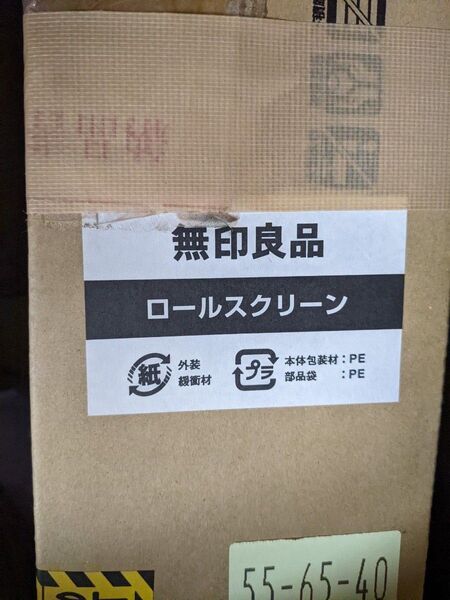 無印良品
ロールスクリーン
紙 外装
緩衝材
プラ 本体包装材：PE
部品袋　　：PE
55-65-40